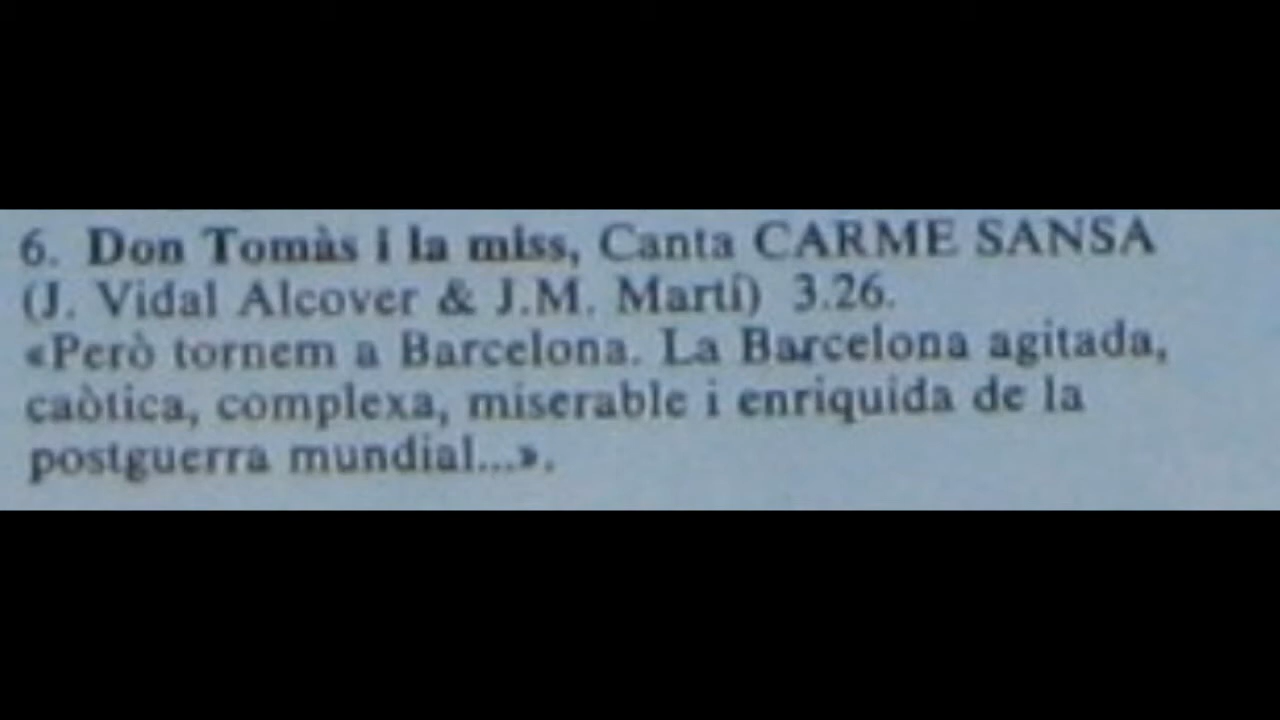 6. Don Tomàs i la miss, Canta CARME SANSA
(J. Vidal Alcover & J.M. Martí) 3.26.
«Però tornem a Barcelona. La Barcelona agitada,
caòtica, complexa, miserable i enriquida de la
postguerra mundial...».